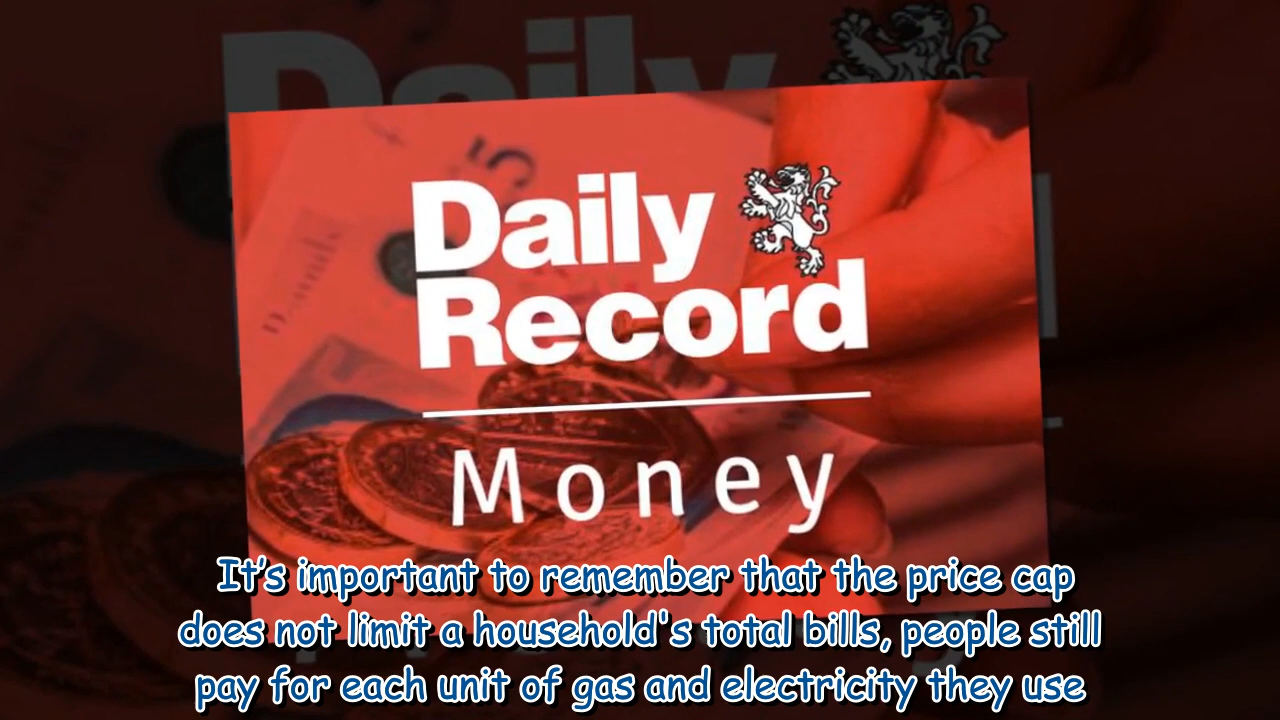 Daily
Daily
Record
Money
It's important to remember that the price cap
does not limit a household's total bills, people still
pay for each unit of gas and electricity they use